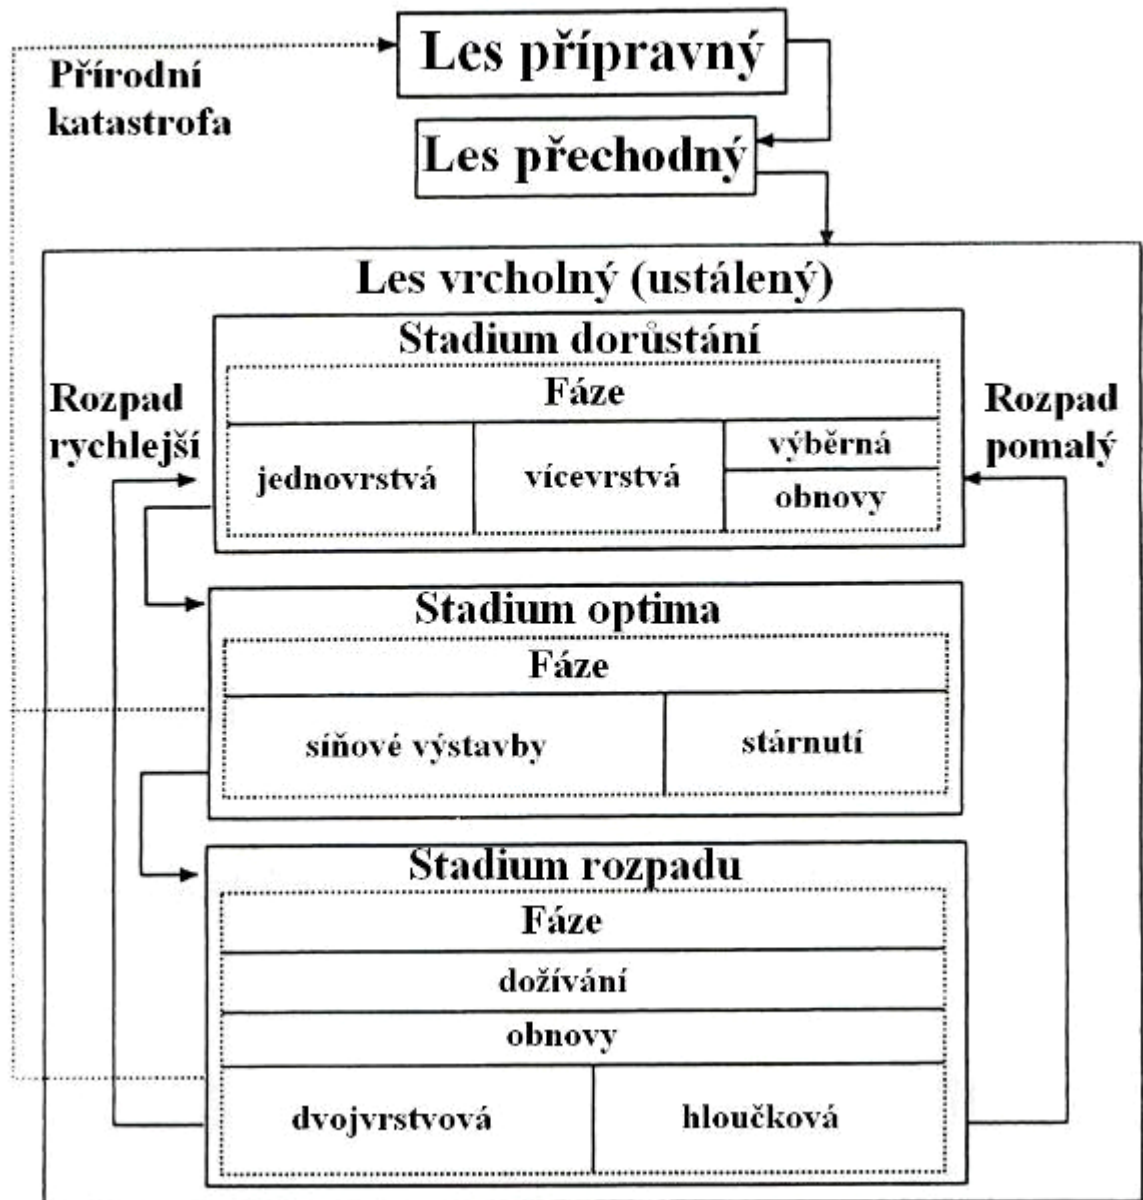 Les přípravný
Přírodní
katastrofa
Les přechodný
Les vrcholný (ustálený)
Stadium dorůstání
Rozpad
rychlejší
Fáze
jednovrstvá
vícevrstvá
výběrná
obnovy
Rozpad
pomalý
Stadium optima
Fáze
síňové výstavby
stárnutí
Stadium rozpadu
Fáze
dožívání
obnovy
dvojvrstvová
hloučková